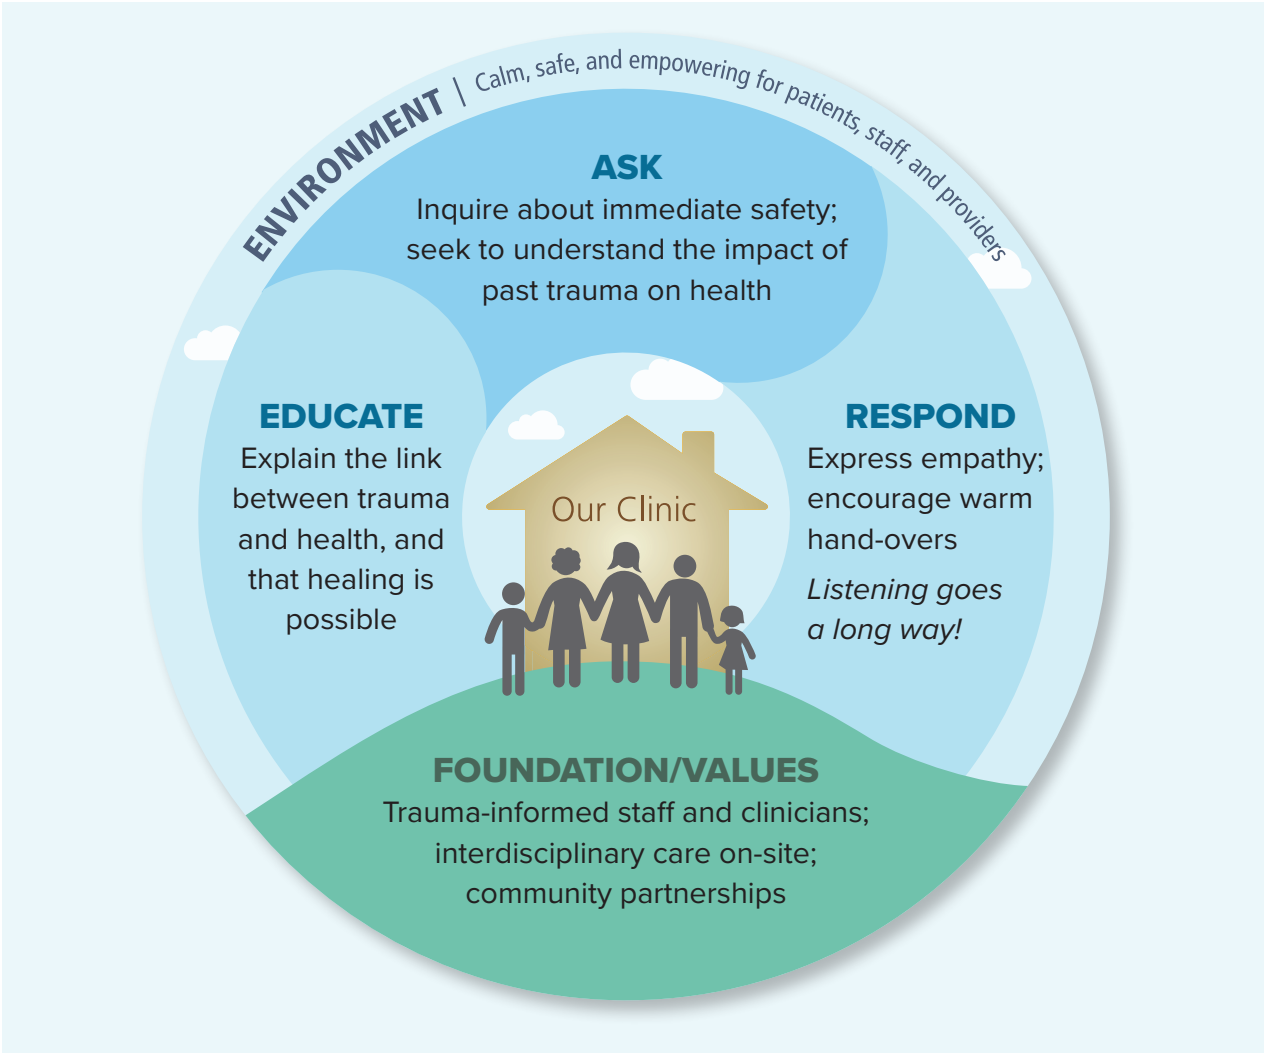 ENVIRONMENT | Calm, safe, and empowering for patients, staff, and providers
ASK
Inquire about immediate safety;
seek to understand the impact of
past trauma on health
EDUCATE
Explain the link
between trauma
and health, and
that healing is
possible
RESPOND
Express empathy;
encourage warm
hand-overs
Listening goes
a long way!
Our Clinic
FOUNDATION/VALUES
Trauma-informed staff and clinicians;
interdisciplinary care on-site;
community partnerships